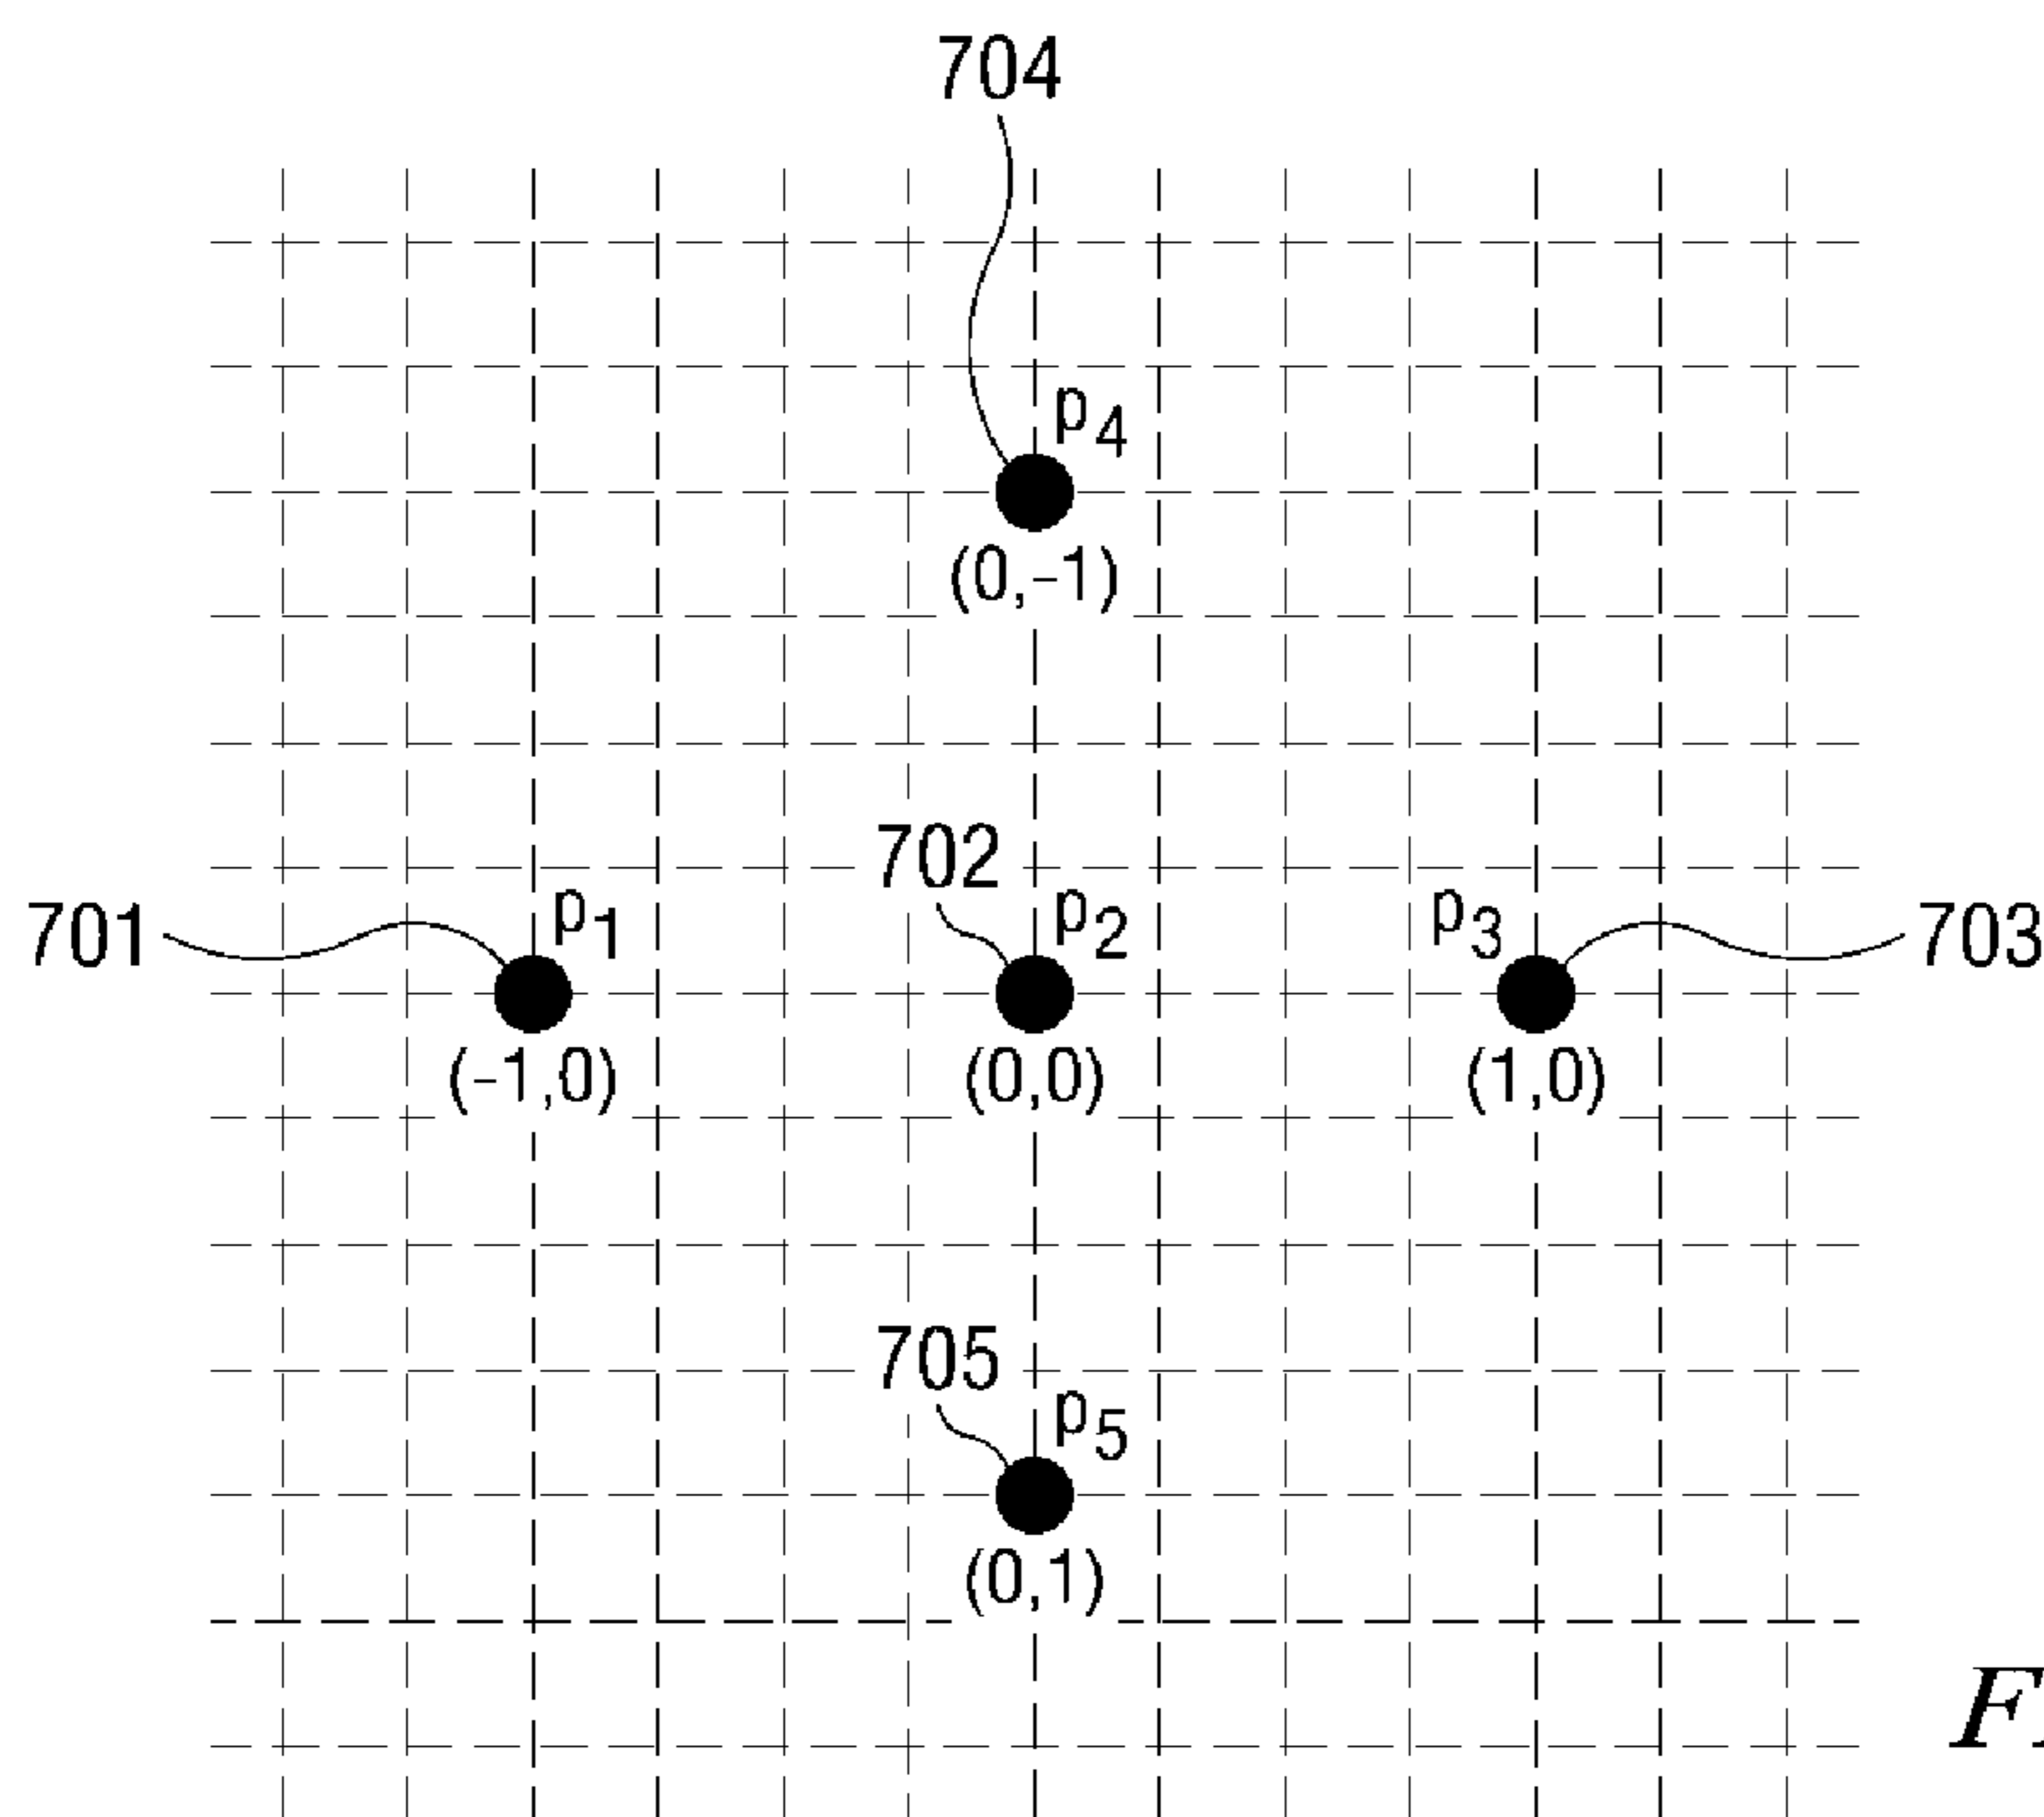 704
p4
(0,-1)
702
701 p1 p2 p3 703
(-1,0) (0,0) (1,0)
705
p5
(0,1)